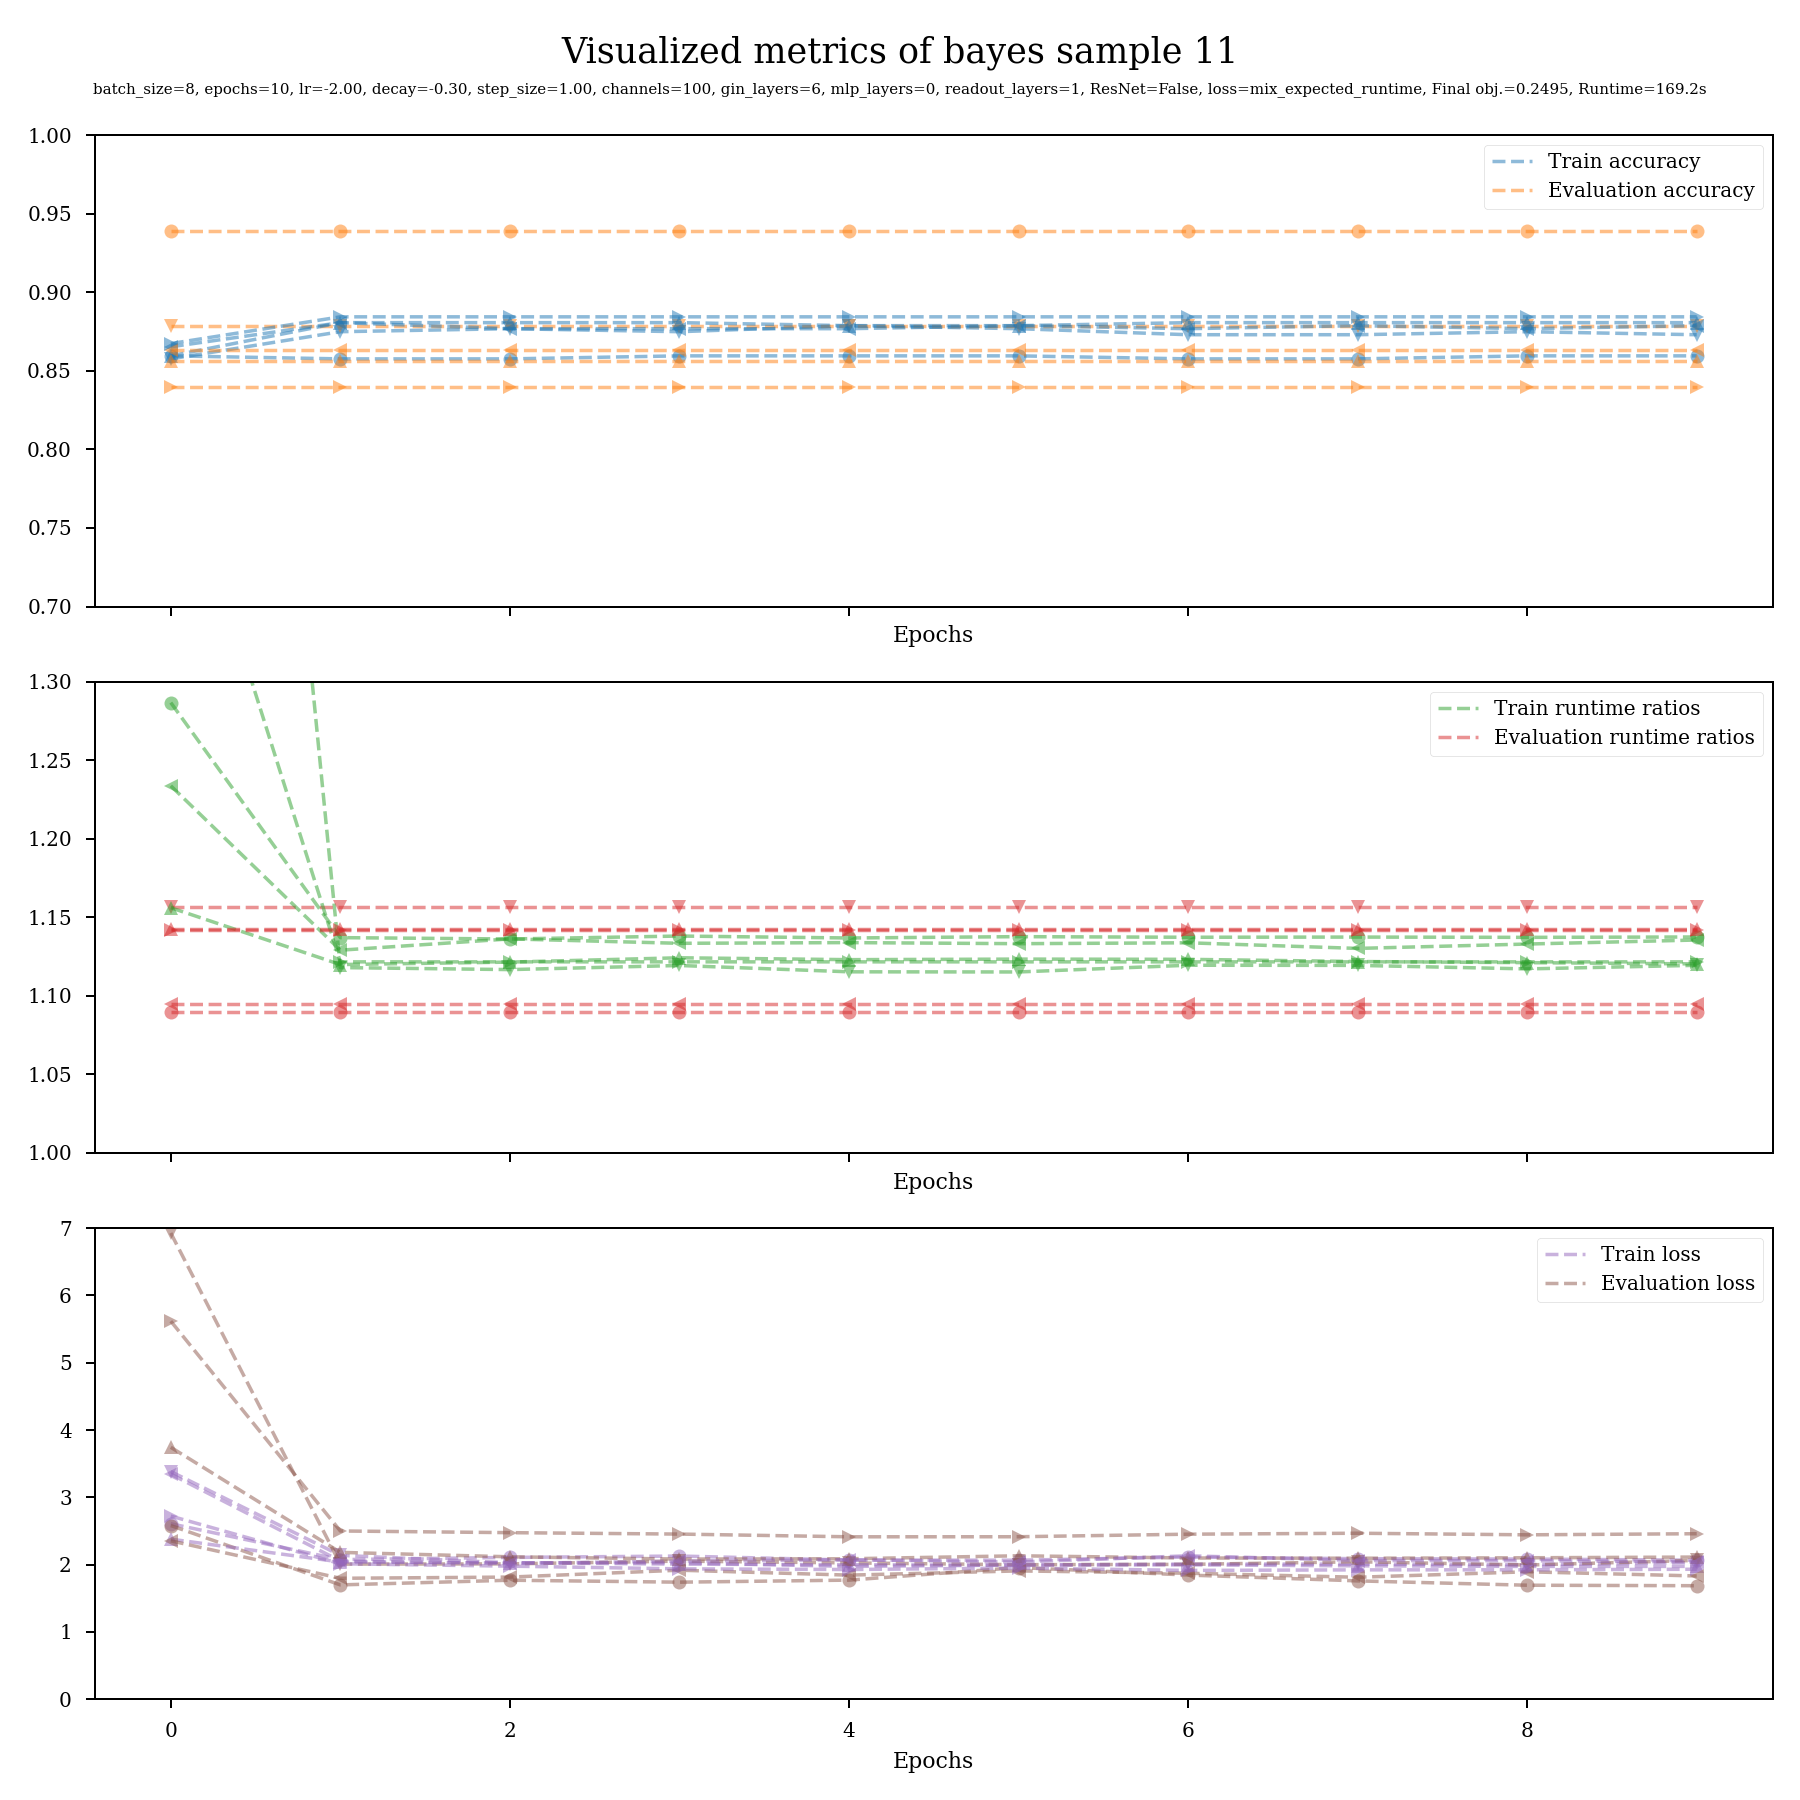 Visualized metrics of bayes sample 11
batch_size=8, epochs=10, lr=-2.00, decay=-0.30, step_size=1.00, channels=100, gin_layers=6, mlp_layers=0, readout_layers=1, ResNet=False, loss=mix_expected_runtime, Final obj.=0.2495, Runtime=169.2s
1.00
0.95
0.90
0.85
0.80
0.75
0.70
Train accuracy
Evaluation accuracy
Epochs
1.30
1.25
1.20
1.15
1.10
1.05
1.00
Train runtime ratios
Evaluation runtime ratios
Epochs
7
6
5
4
3
2
1
0
Train loss
Evaluation loss
0 2 4 6 8
Epochs